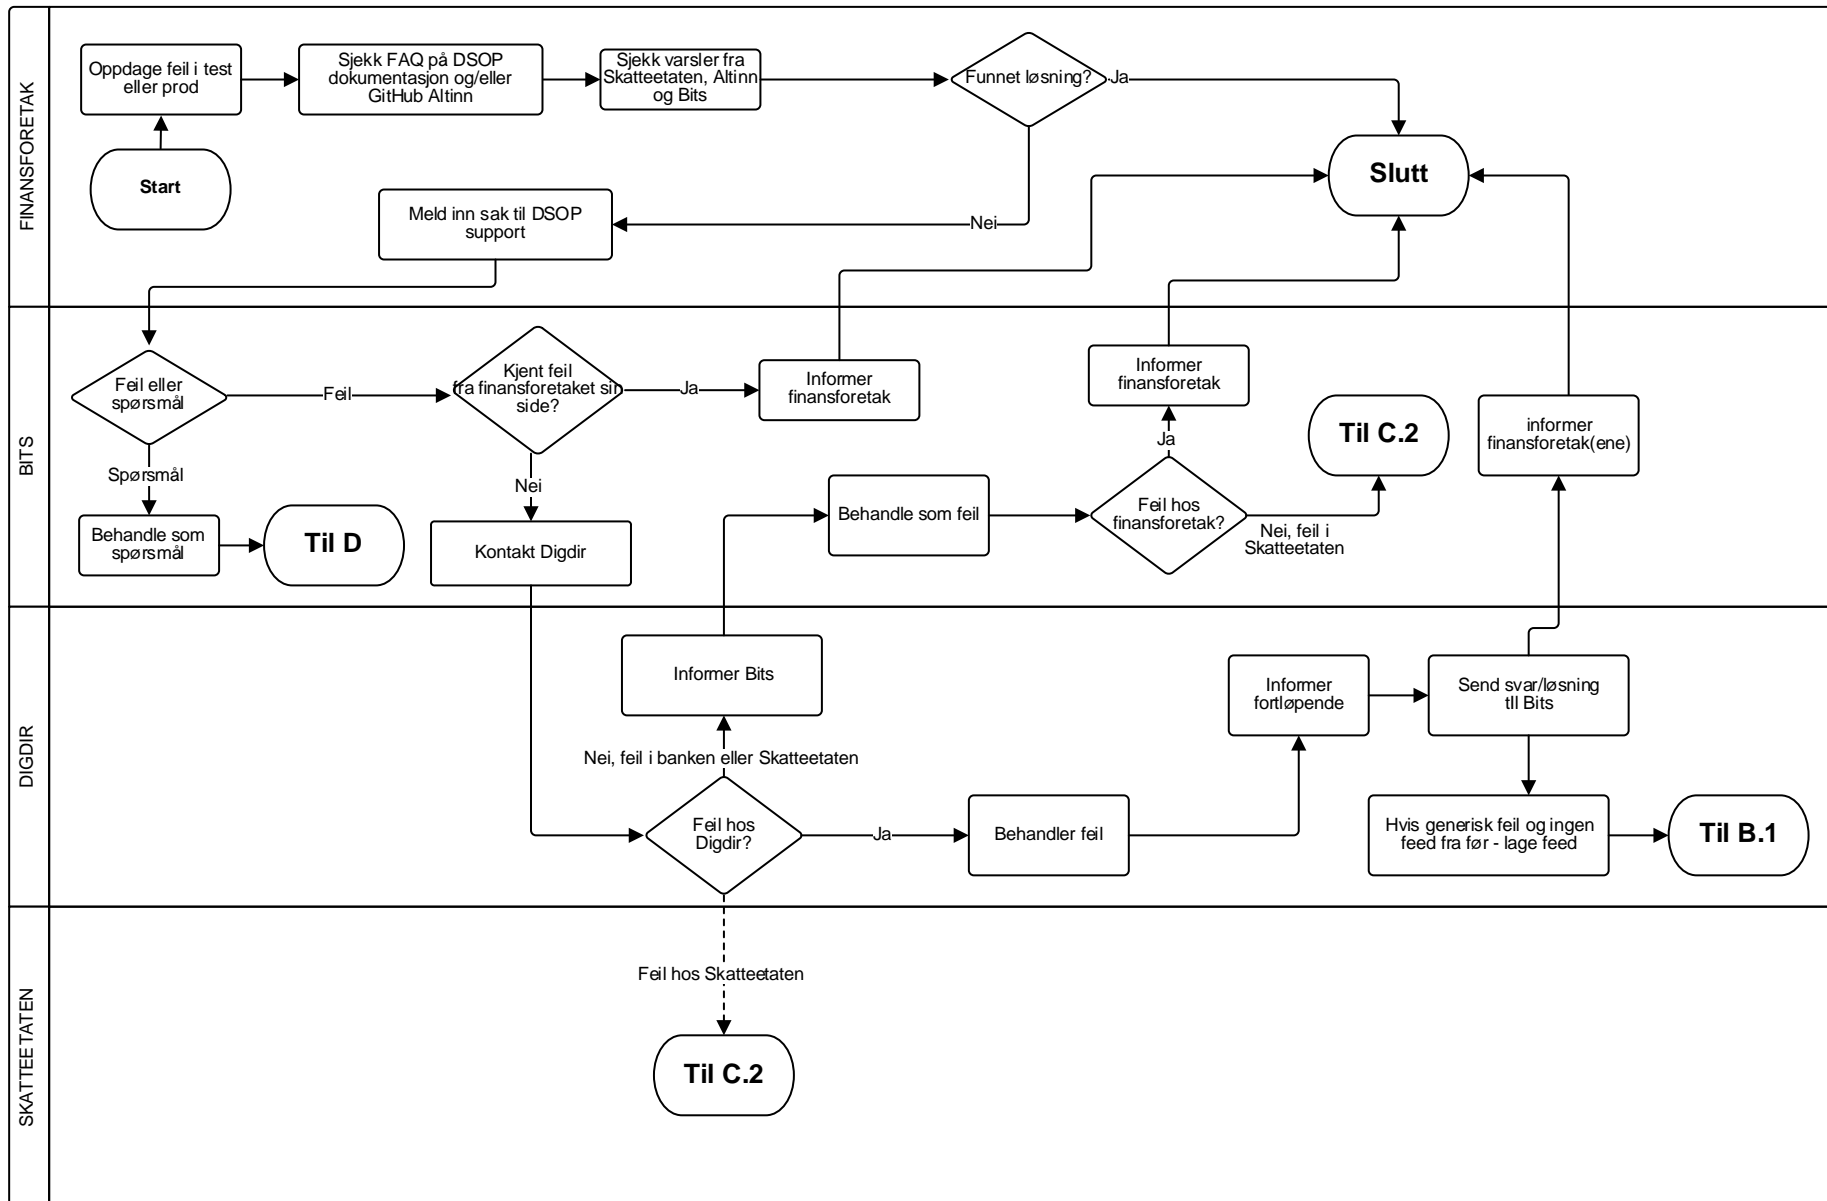 FINANSFORETAK
Oppdage feil i test
eller prod
Sjekk FAQ på DSOP
dokumentasjon og/eller
GitHub Altinn
Sjekk varsler fra
Skatteetaten, Altinn
og Bits
Funnet løsning?
Ja
Start
Slutt
Meld inn sak til DSOP
support
Nei
BITS
Feil eller
spørsmål
Feil
Kjent feil
fra finansforetaket sin
side?
Ja
Informer
finansforetak
Informer
finansforetak
Ja
Til C.2
informer
finansforetak(ene)
Spørsmål
Nei
Behandle som
spørsmål
Til D
Kontakt Digdir
Behandle som feil
Feil hos
finansforetak?
Nei, feil i
Skatteetaten
DIGDIR
Informer Bits
Informer
fortløpende
Send svar/løsning
tll Bits
Nei, feil i banken eller Skatteetaten
Feil hos
Digdir?
Ja
Behandler feil
Hvis generisk feil og ingen
feed fra før - lage feed
Til B.1
SKATTEETATEN
Feil hos Skatteetaten
Til C.2